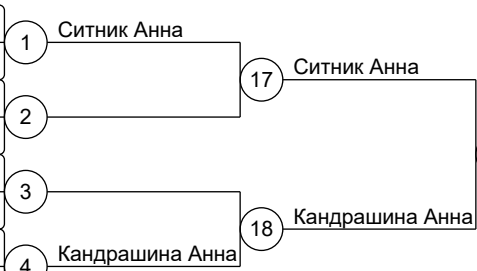 1 Ситник Анна
17 Ситник Анна
2
3
18 Кандрашина Анна
4 Кандрашина Анна